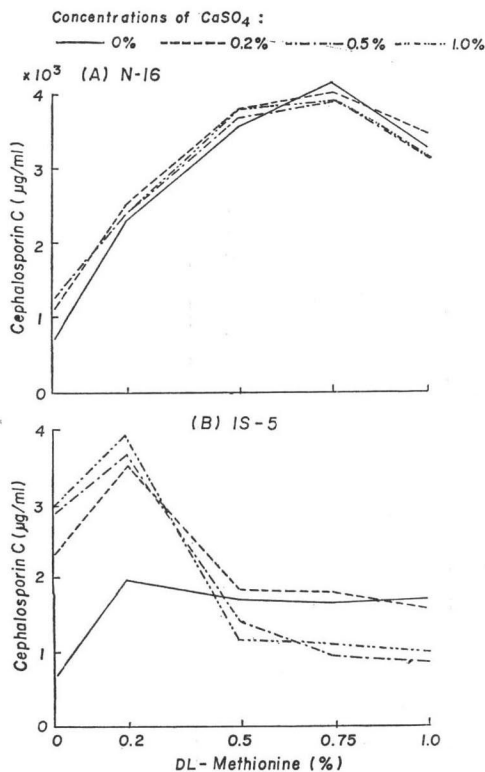 Concentrations of CaSO₄ :
0% 0.2% 0.5% 1.0%
×10³ (A) N-16
4
3
2
1
0
Cephalosporin C (µg/ml)
(B) IS-5
4
3
2
1
0
Cephalosporin C (µg/ml)
0 0.2 0.5 0.75 1.0
DL-Methionine (%)